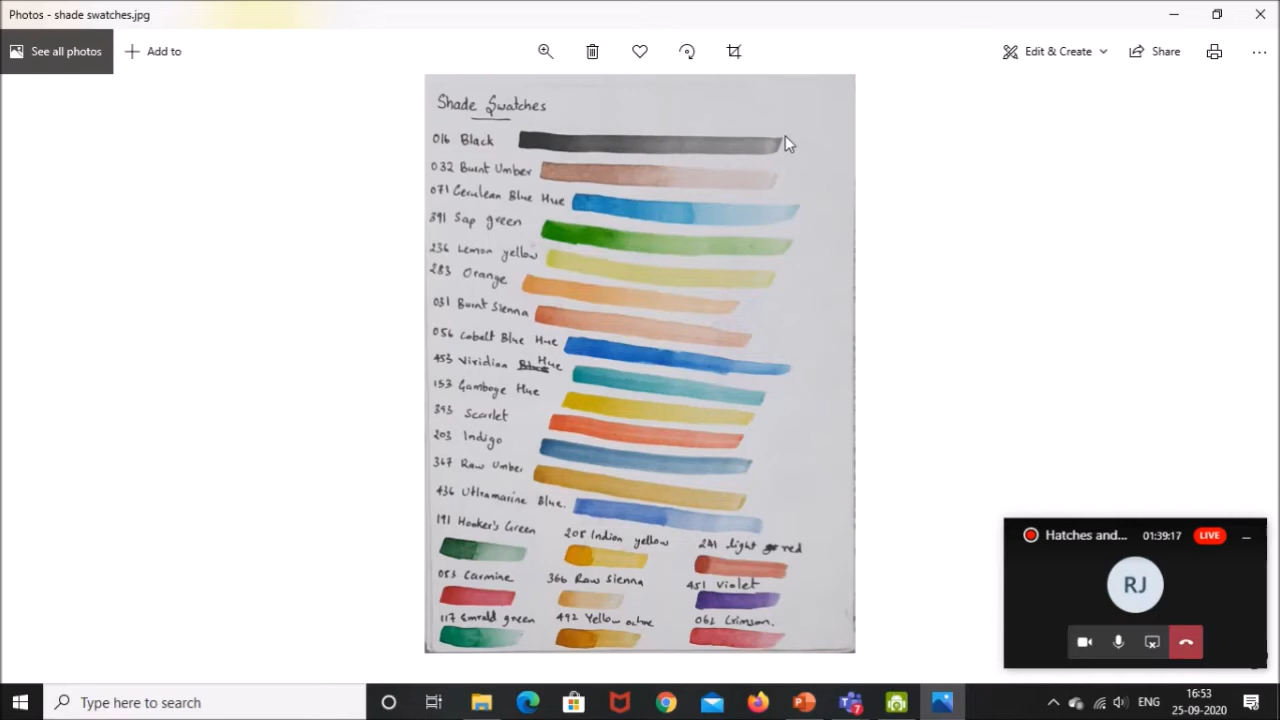 Photos - shade swatches.jpg
See all photos
Add to
Edit & Create
Share
Shade Swatches
016 Black
032 Burnt Umber
071 Cerulean Blue Hue
391 Sap green
236 Lemon yellow
283 Orange
031 Burnt Sienna
056 Cobalt Blue Hue
453 Viridian Hue
153 Gamboge Hue
393 Scarlet
203 Indigo
367 Raw Umber
436 Ultramarine Blue.
191 Hooker's Green
208 Indian yellow
241 light red
053 Carmine
366 Raw Sienna
451 Violet
117 Emrald green
492 Yellow ochre
061 Crimson.
Hatches and...
01:39:17
LIVE
RJ
Type here to search
7
ENG
16:53
25-09-2020